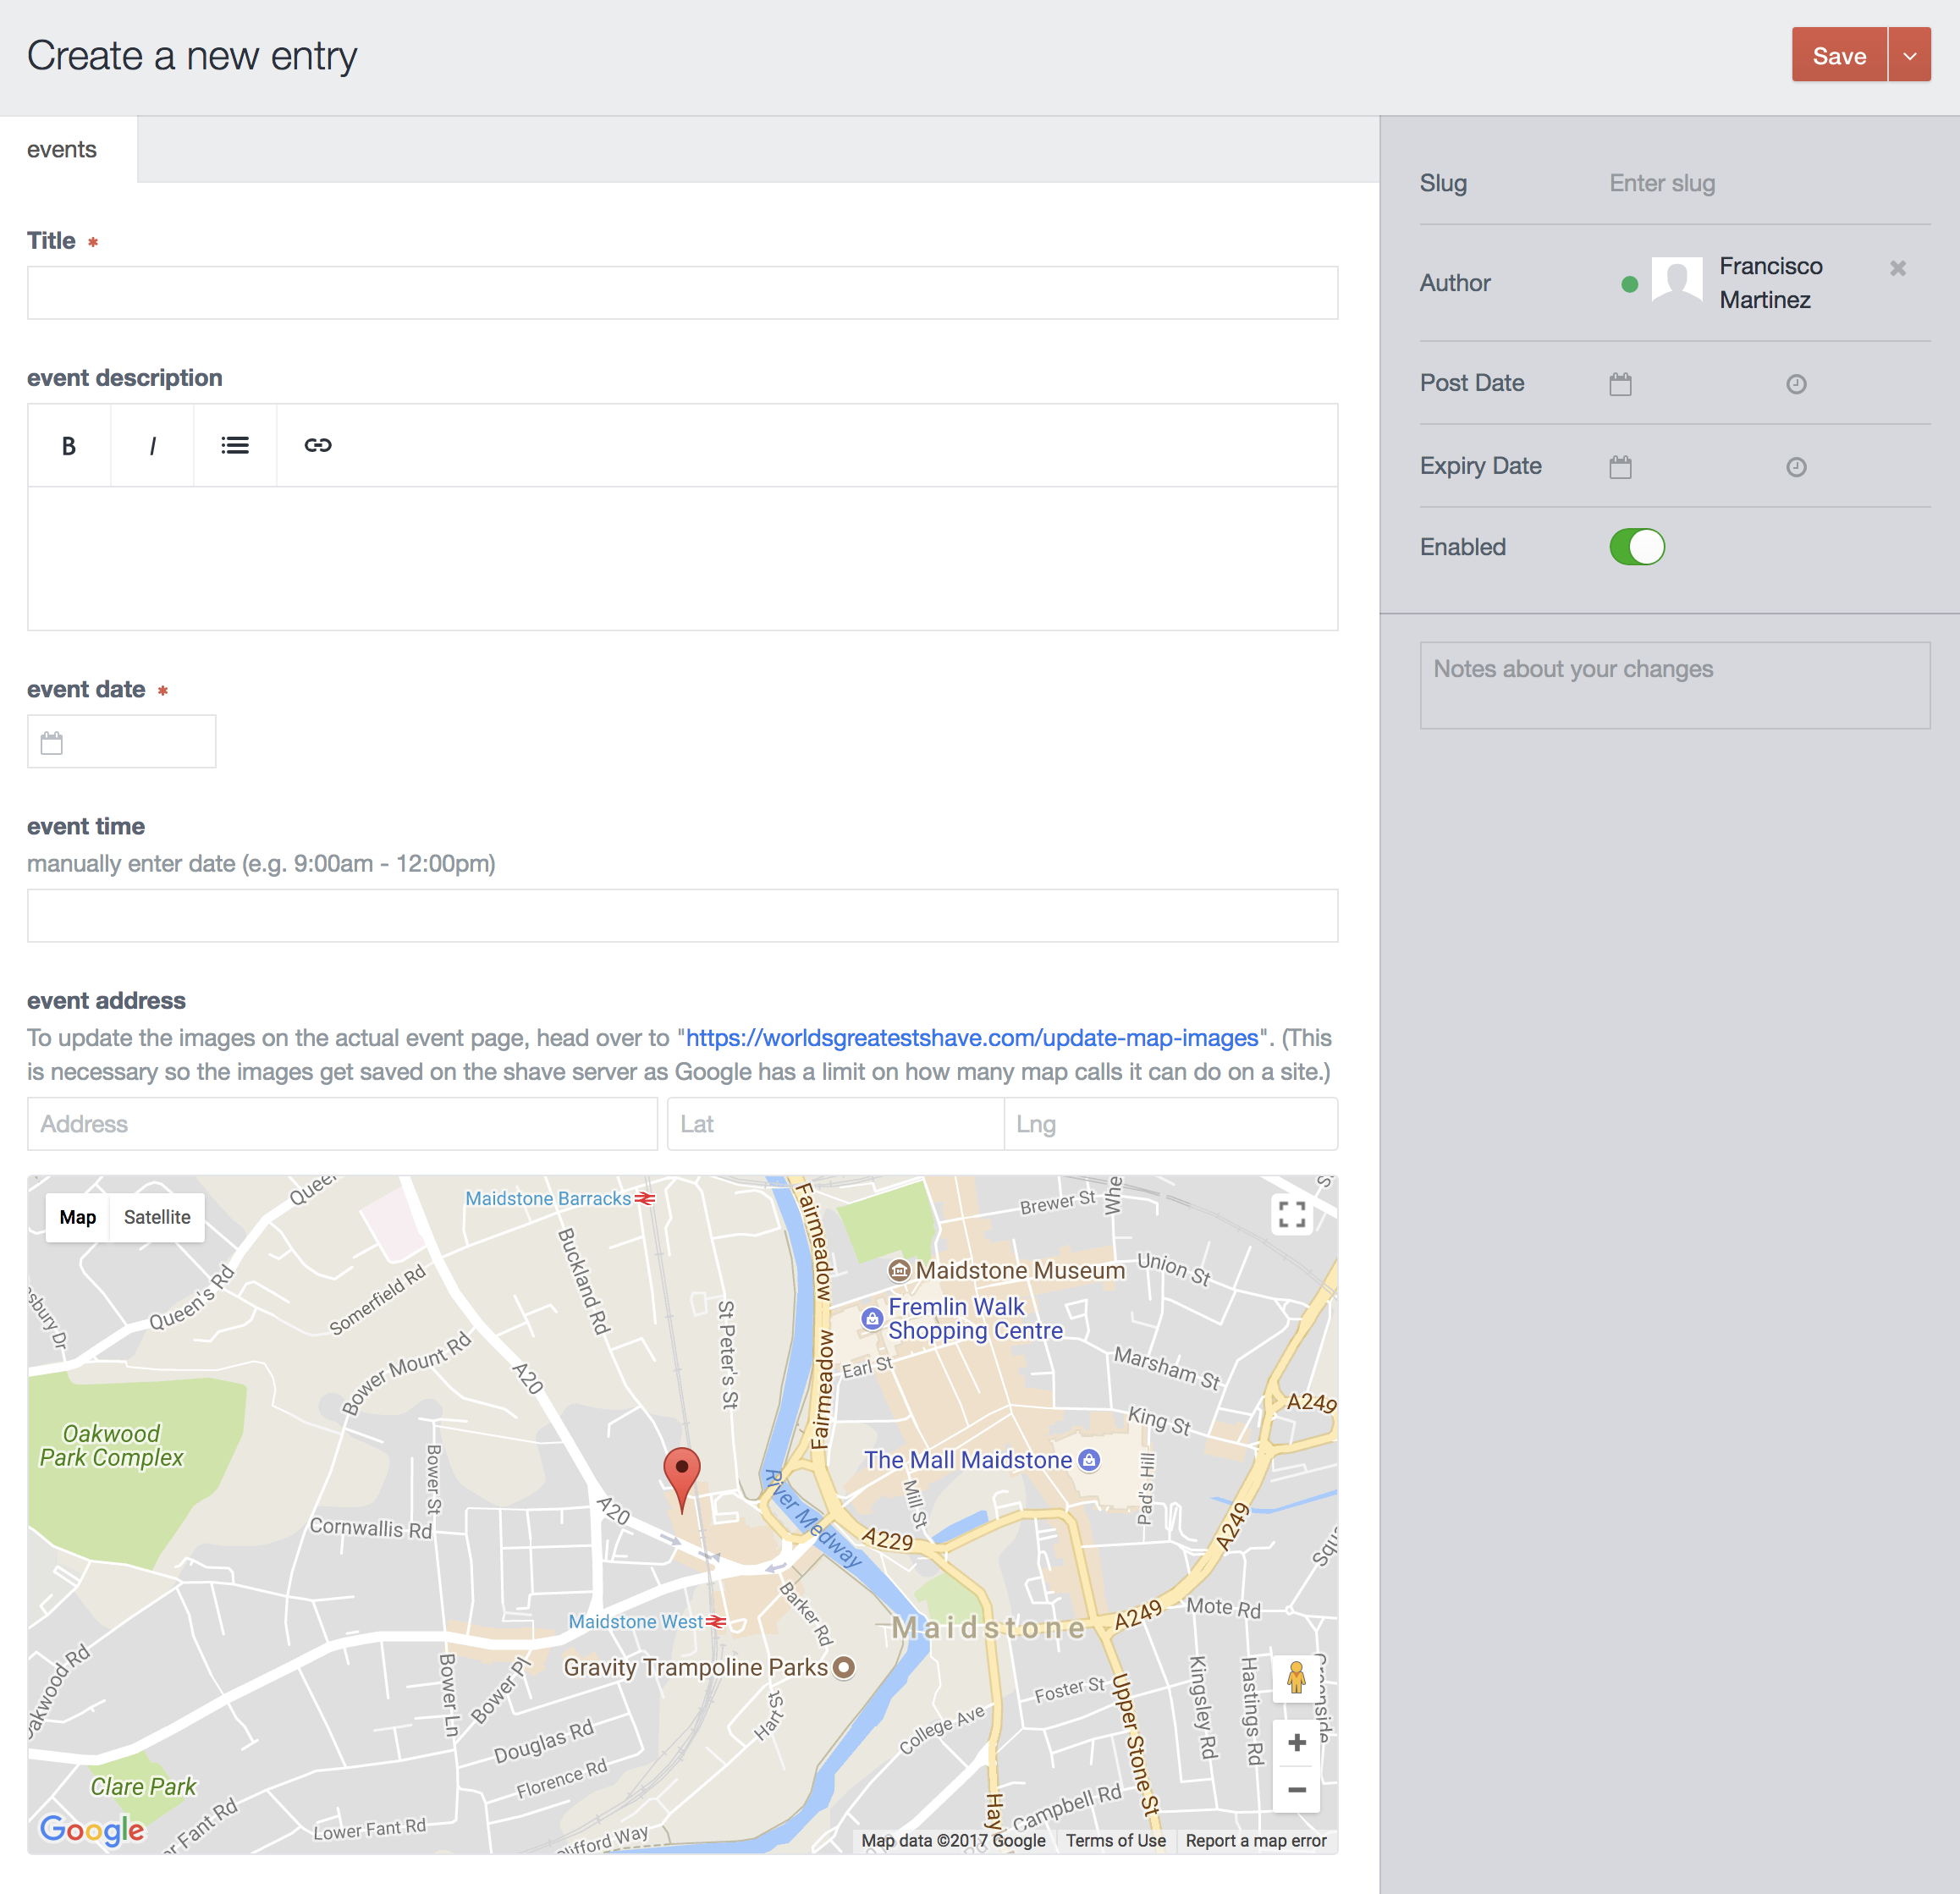 Create a new entry
Save
events
Title *
event description
B
I
event date *
event time
manually enter date (e.g. 9:00am - 12:00pm)
event address
To update the images on the actual event page, head over to "https://worldsgreatestshave.com/update-map-images". (This
is necessary so the images get saved on the shave server as Google has a limit on how many map calls it can do on a site.)
Address
Lat
Lng
Map
Satellite
Maidstone Barracks
Fairmeadow
Brewer St
Queen's Rd
Somerfield Rd
Buckland Rd
St Peter's St
Maidstone Museum
Union St
Fremlin Walk
Shopping Centre
Earl St
Fairmeadow
Marsham St
Bower Mount Rd
A20
A249
King St
Oakwood
Park Complex
Bower St
The Mall Maidstone
Pad's Hill
Mill St
River Medway
A20
Cornwallis Rd
A229
A249
Barker Rd
Maidstone West
Maidstone
A249
Mote Rd
Gravity Trampoline Parks
Bower Ln
Bower Pl
Hart St
Foster St
Upper Stone St
Kingsley Rd
Hastings Rd
College Ave
Douglas Rd
Florence Rd
Clare Park
Campbell Rd
Hay
Lower Fant Rd
Google
Map data ©2017 Google
Terms of Use
Report a map error
Slug
Enter slug
Author
Francisco
Martinez
Post Date
Expiry Date
Enabled
Notes about your changes